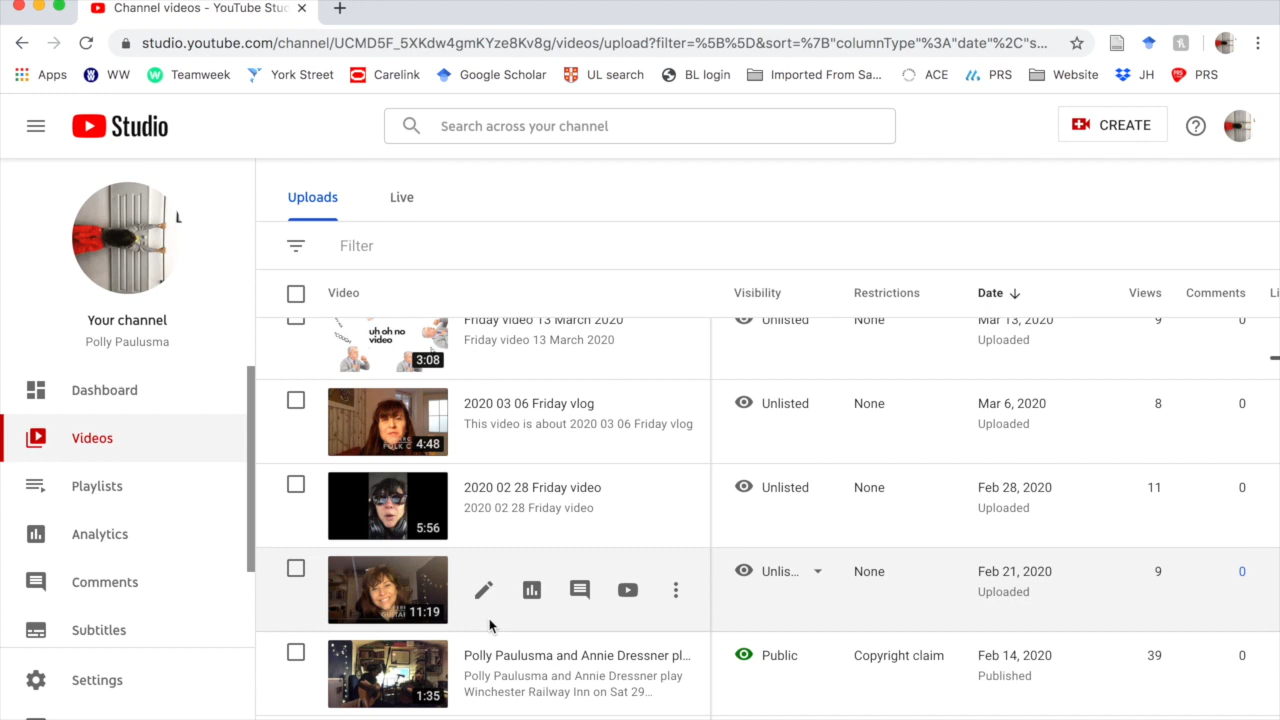 Channel videos - YouTube Stud
studio.youtube.com/channel/UCMD5F_5XKdw4gmKYze8Kv8g/videos/upload?filter=%5B%5D&sort=%7B"columnType"%3A"date"%2C"s...
Apps WW Teamweek York Street Carelink Google Scholar UL search BL login Imported From Sa... ACE PRS Website JH PRS
Studio
Search across your channel
CREATE
Your channel
Polly Paulusma
Dashboard
Videos
Playlists
Analytics
Comments
Subtitles
Settings
Uploads Live
Filter
Video Visibility Restrictions Date Views Comments Li
Friday video 13 March 2020 Unlisted None Mar 13, 2020 9 0
Friday video 13 March 2020 Uploaded
uh oh no
video
3:08
2020 03 06 Friday vlog Unlisted None Mar 6, 2020 8 0
This video is about 2020 03 06 Friday vlog Uploaded
FOLK C 4:48
2020 02 28 Friday video Unlisted None Feb 28, 2020 11 0
2020 02 28 Friday video Uploaded
5:56
Unlis... None Feb 21, 2020 9 0
Uploaded
11:19
Polly Paulusma and Annie Dressner pl... Public Copyright claim Feb 14, 2020 39 0
Polly Paulusma and Annie Dressner play Published
Winchester Railway Inn on Sat 29...
1:35